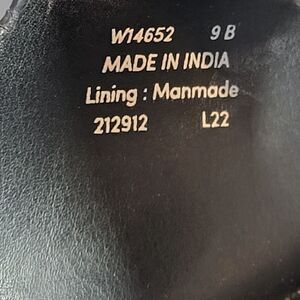 W14652 9 B
MADE IN INDIA
Lining : Manmade
212912 L22